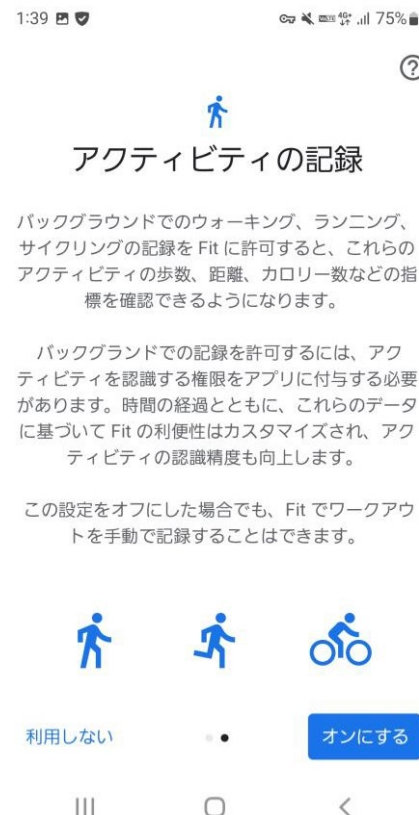 1:39
4G+ 75%
アクティビティの記録
バックグラウンドでのウォーキング、ランニング、
サイクリングの記録を Fit に許可すると、これらの
アクティビティの歩数、距離、カロリー数などの指
標を確認できるようになります。
バックグランドでの記録を許可するには、アク
ティビティを認識する権限をアプリに付与する必要
があります。時間の経過とともに、これらのデータ
に基づいて Fit の利便性はカスタマイズされ、アク
ティビティの認識精度も向上します。
この設定をオフにした場合でも、Fit でワークアウ
トを手動で記録することはできます。
利用しない
オンにする